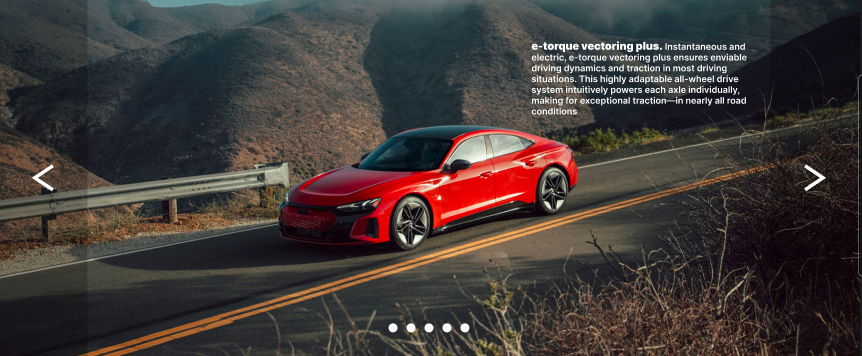 e-torque vectoring plus. Instantaneous and
electric, e-torque vectoring plus ensures enviable
driving dynamics and traction in most driving
situations. This highly adaptable all-wheel drive
system intuitively powers each axle individually,
making for exceptional traction—in nearly all road
conditions